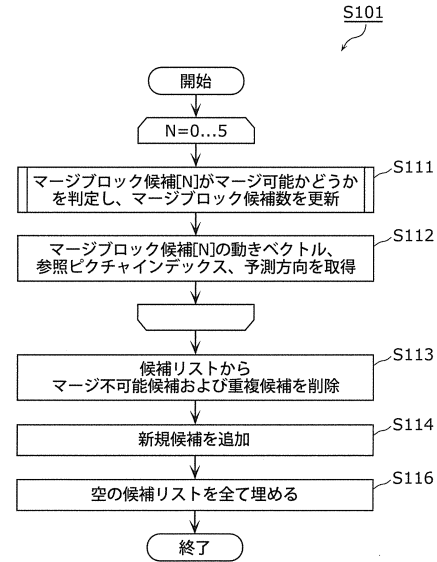 S101
開始
N=0...5
マージブロック候補[N]がマージ可能かどうか
を判定し、マージブロック候補数を更新
S111
マージブロック候補[N]の動きベクトル、
参照ピクチャインデックス、予測方向を取得
S112
候補リストから
マージ不可能候補および重複候補を削除
S113
新規候補を追加
S114
空の候補リストを全て埋める
S116
終了